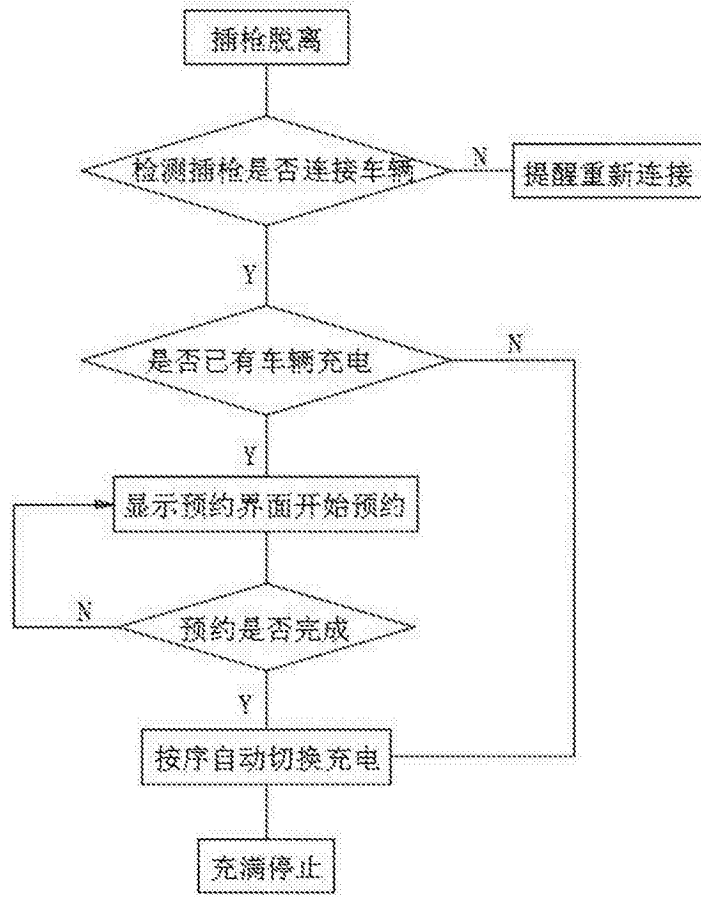 插枪脱离
检测插枪是否连接车辆
N
提醒重新连接
Y
是否已有车辆充电
N
Y
显示预约界面开始预约
N
预约是否完成
Y
按序自动切换充电
充满停止